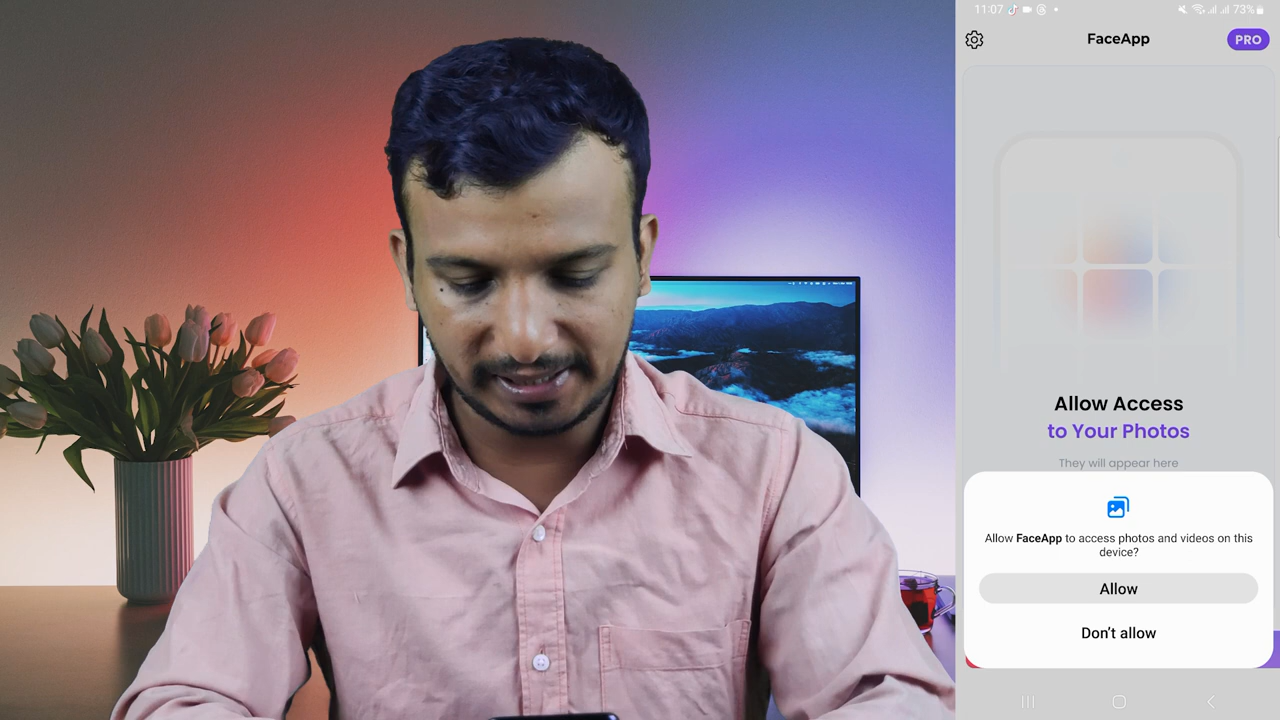 11:07
73%
FaceApp
PRO
Allow Access
to Your Photos
They will appear here
Allow FaceApp to access photos and videos on this
device?
Allow
Don’t allow